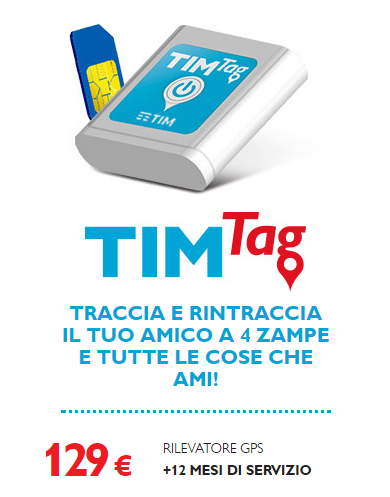 TIM Tag
TIM
TIM Tag
TRACCIA E RINTRACCIA
IL TUO AMICO A 4 ZAMPE
E TUTTE LE COSE CHE
AMI!
129 €
RILEVATORE GPS
+12 MESI DI SERVIZIO